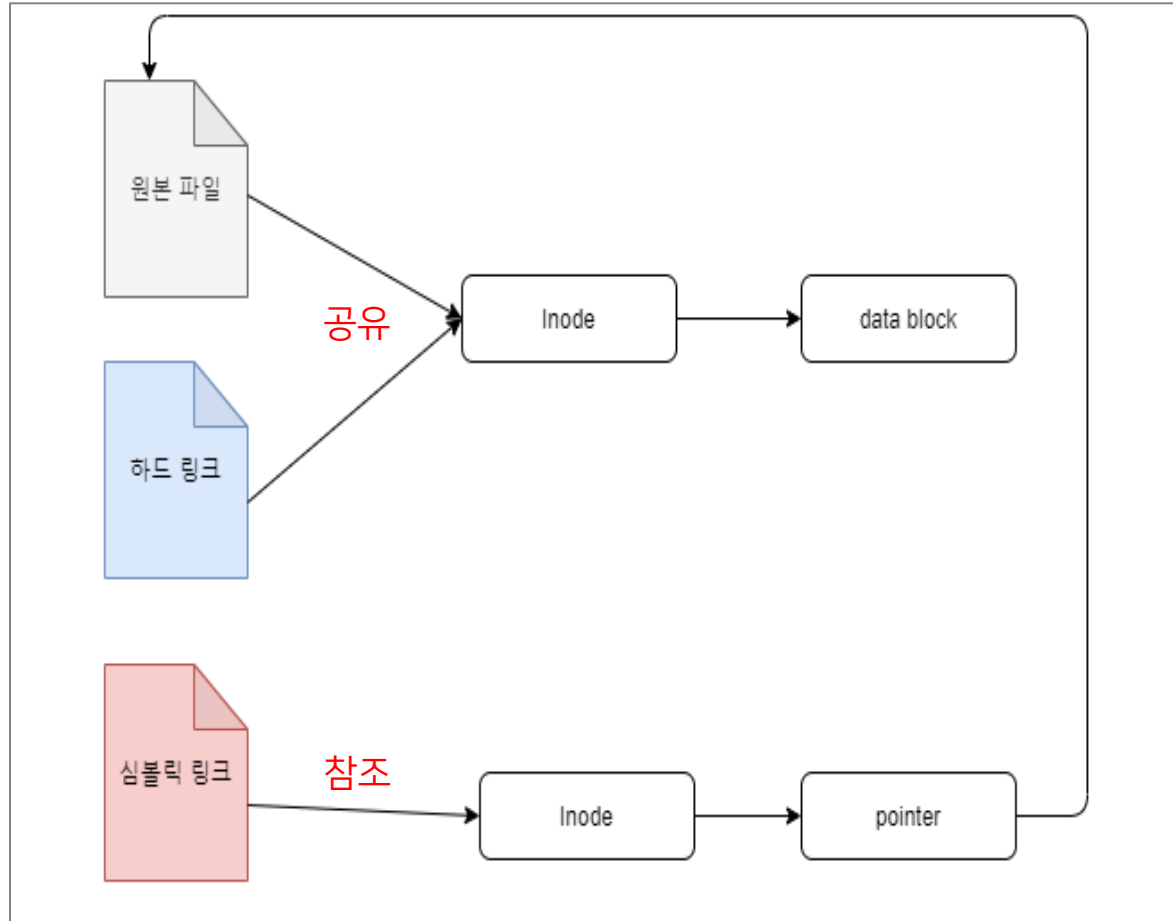 원본 파일
공유
Inode
data block
하드 링크
심볼릭 링크
참조
Inode
pointer